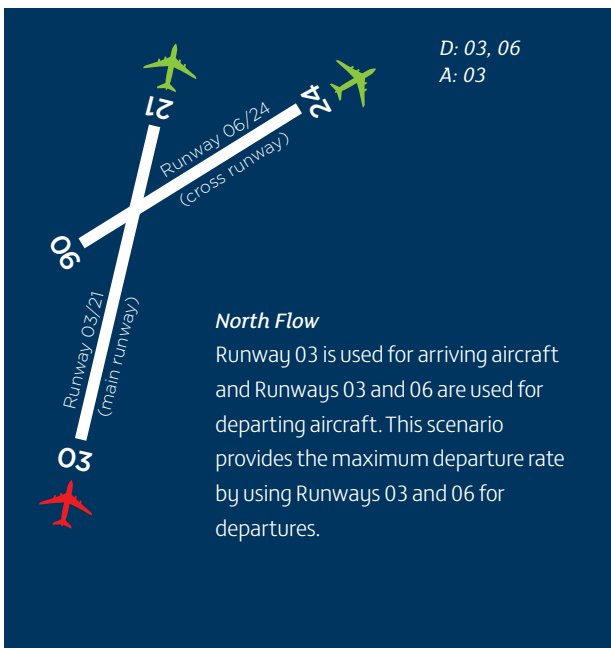 D: 03, 06
A: 03
21
24
Runway 06/24
(cross runway)
06
Runway 03/21
(main runway)
03
North Flow
Runway 03 is used for arriving aircraft
and Runways 03 and 06 are used for
departing aircraft. This scenario
provides the maximum departure rate
by using Runways 03 and 06 for
departures.